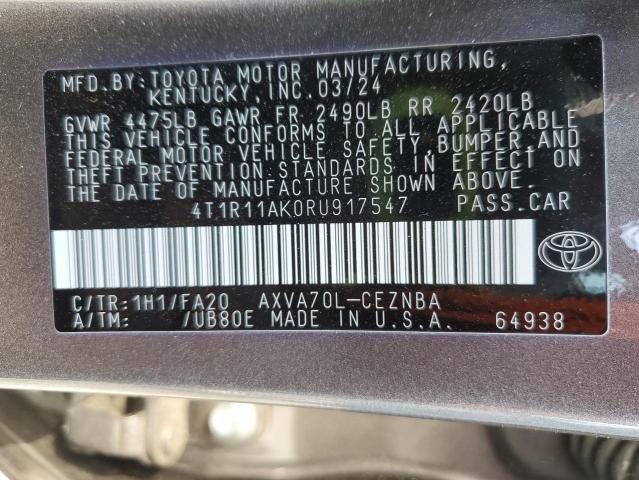 MFD.BY:TOYOTA MOTOR MANUFACTURING,
KENTUCKY,INC.03/24
GVWR 4475LB GAWR FR 2490LB RR 2420LB
THIS VEHICLE CONFORMS TO ALL APPLICABLE
FEDERAL MOTOR VEHICLE SAFETY,BUMPER,AND
THEFT PREVENTION STANDARDS IN EFFECT ON
THE DATE OF MANUFACTURE SHOWN ABOVE.
4T1R11AK0RU917547 PASS.CAR
C/TR:1H1/FA20 AXVA70L-CEZNBA
A/TM: /UB80E MADE IN U.S.A. 64938